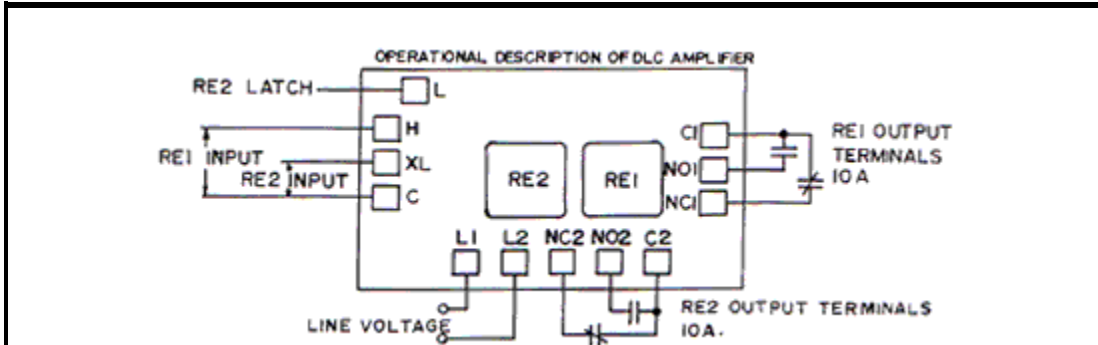 OPERATIONAL DESCRIPTION OF DLC AMPLIFIER
RE2 LATCH
L
H
RE1 INPUT
XL
RE2 INPUT
C
RE2
RE1
C1
NO1
NC1
RE1 OUTPUT
TERMINALS
10A
L1 L2 NC2 NO2 C2
LINE VOLTAGE
RE2 OUTPUT TERMINALS
10A.